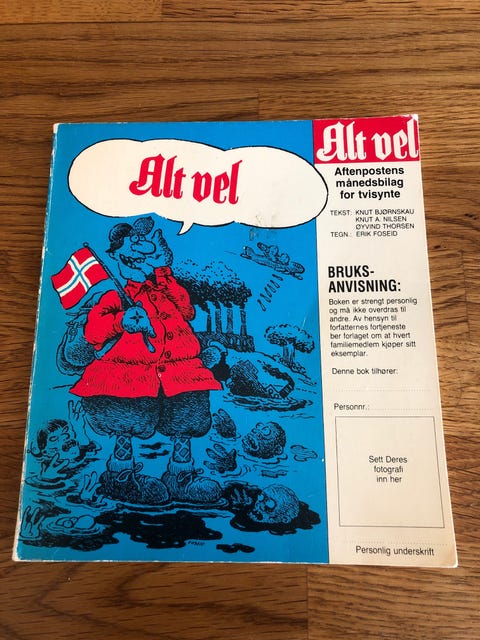 Alt vel
Alt vel
Aftenpostens
månedsbilag
for tvisynte
TEKST: KNUT BJØRNSKAU
KNUT A. NILSEN
ØYVIND THORSEN
TEGN.: ERIK FOSEID
BRUKS-
ANVISNING:
Boken er strengt personlig
og må ikke overdras til
andre. Av hensyn til
forfatternes fortjeneste
ber forlaget om at hvert
familiemedlem kjøper sitt
eksemplar.
Denne bok tilhører:
Personnr.:
Sett Deres
fotografi
inn her
Personlig underskrift